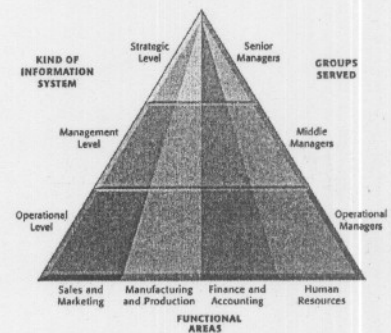 Strategic
Level
Senior
Managers
KIND OF
INFORMATION
SYSTEM
GROUPS
SERVED
Management
Level
Middle
Managers
Operational
Level
Operational
Managers
Sales and
Marketing
Manufacturing
and Production
Finance and
Accounting
Human
Resources
FUNCTIONAL
AREAS